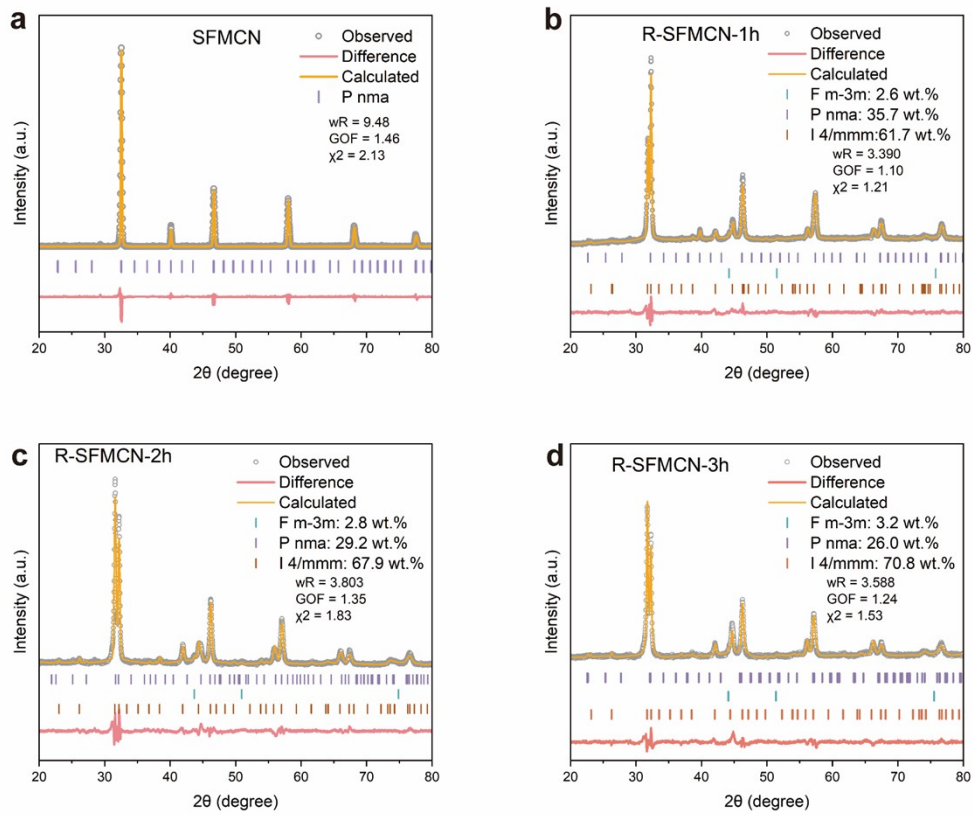 a
SFMCN
Observed
Difference
Calculated
P nma
wR = 9.48
GOF = 1.46
χ2 = 2.13
Intensity (a.u.)
20 30 40 50 60 70 80
2θ (degree)
b
R-SFMCN-1h
Observed
Difference
Calculated
F m-3m: 2.6 wt.%
P nma: 35.7 wt.%
I 4/mmm:61.7 wt.%
wR = 3.390
GOF = 1.10
χ2 = 1.21
Intensity (a.u.)
20 30 40 50 60 70 80
2θ (degree)
c
R-SFMCN-2h
Observed
Difference
Calculated
F m-3m: 2.8 wt.%
P nma: 29.2 wt.%
I 4/mmm: 67.9 wt.%
wR = 3.803
GOF = 1.35
χ2 = 1.83
Intensity (a.u.)
20 30 40 50 60 70 80
2θ (degree)
d
R-SFMCN-3h
Observed
Difference
Calculated
F m-3m: 3.2 wt.%
P nma: 26.0 wt.%
I 4/mmm: 70.8 wt.%
wR = 3.588
GOF = 1.24
χ2 = 1.53
Intensity (a.u.)
20 30 40 50 60 70 80
2θ (degree)